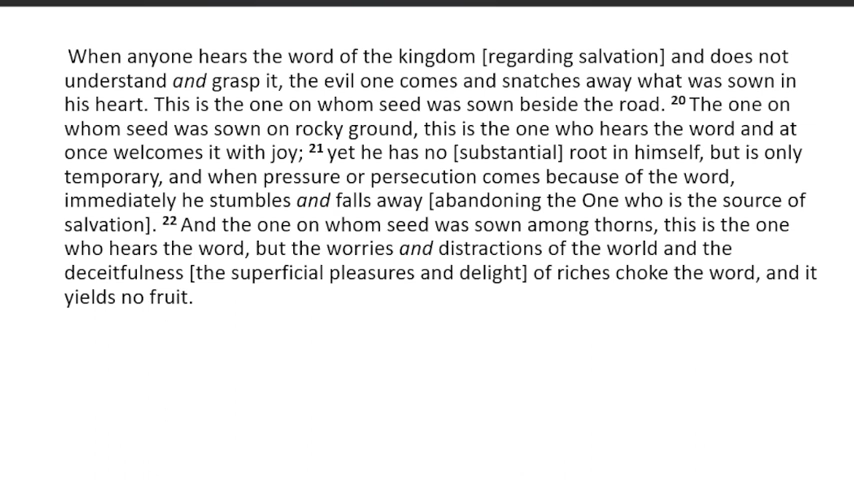 When anyone hears the word of the kingdom [regarding salvation] and does not
understand and grasp it, the evil one comes and snatches away what was sown in
his heart. This is the one on whom seed was sown beside the road. 20 The one on
whom seed was sown on rocky ground, this is the one who hears the word and at
once welcomes it with joy; 21 yet he has no [substantial] root in himself, but is only
temporary, and when pressure or persecution comes because of the word,
immediately he stumbles and falls away [abandoning the One who is the source of
salvation]. 22 And the one on whom seed was sown among thorns, this is the one
who hears the word, but the worries and distractions of the world and the
deceitfulness [the superficial pleasures and delight] of riches choke the word, and it
yields no fruit.